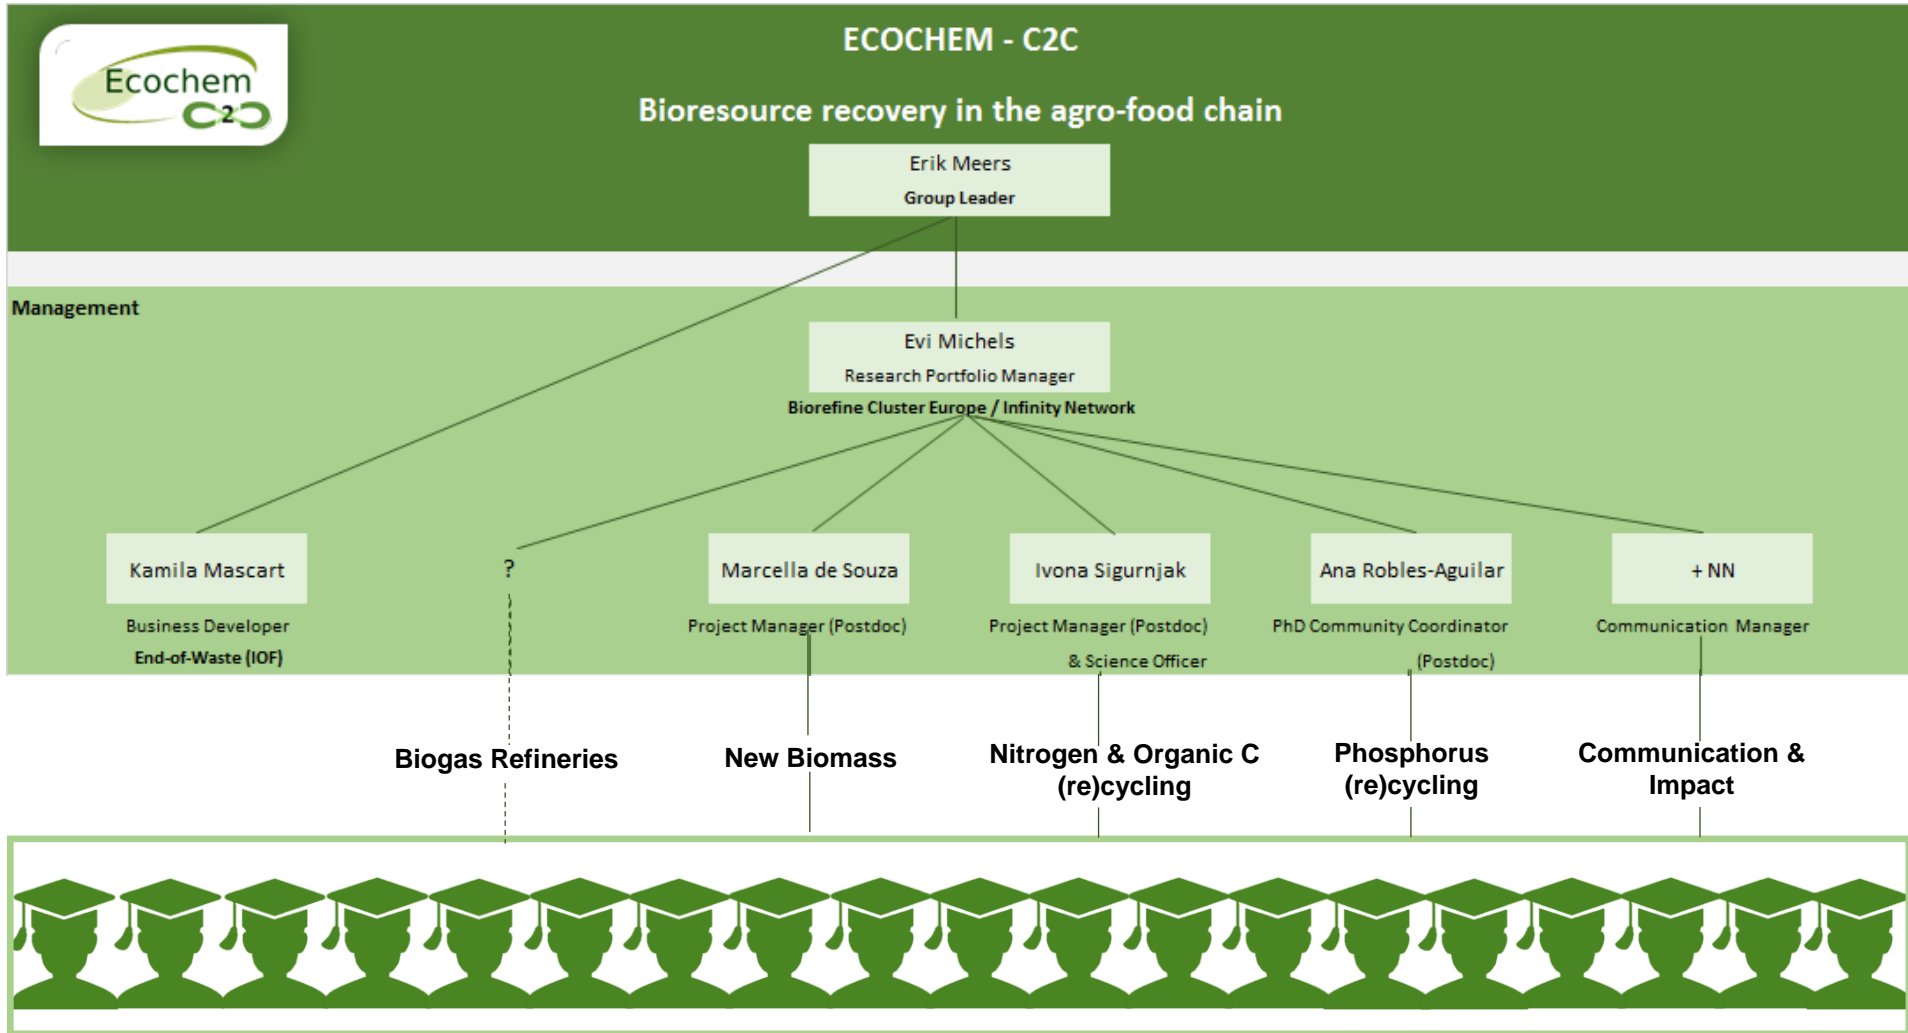 Ecochem
C2C
ECOCHEM - C2C
Bioresource recovery in the agro-food chain
Erik Meers
Group Leader
Management
Evi Michels
Research Portfolio Manager
Biorefine Cluster Europe / Infinity Network
Kamila Mascart
Business Developer
End-of-Waste (IOF)
?
Marcella de Souza
Project Manager (Postdoc)
Ivona Sigurnjak
Project Manager (Postdoc)
& Science Officer
Ana Robles-Aguilar
PhD Community Coordinator
(Postdoc)
+ NN
Communication Manager
Biogas Refineries
New Biomass
Nitrogen & Organic C
(re)cycling
Phosphorus
(re)cycling
Communication &
Impact